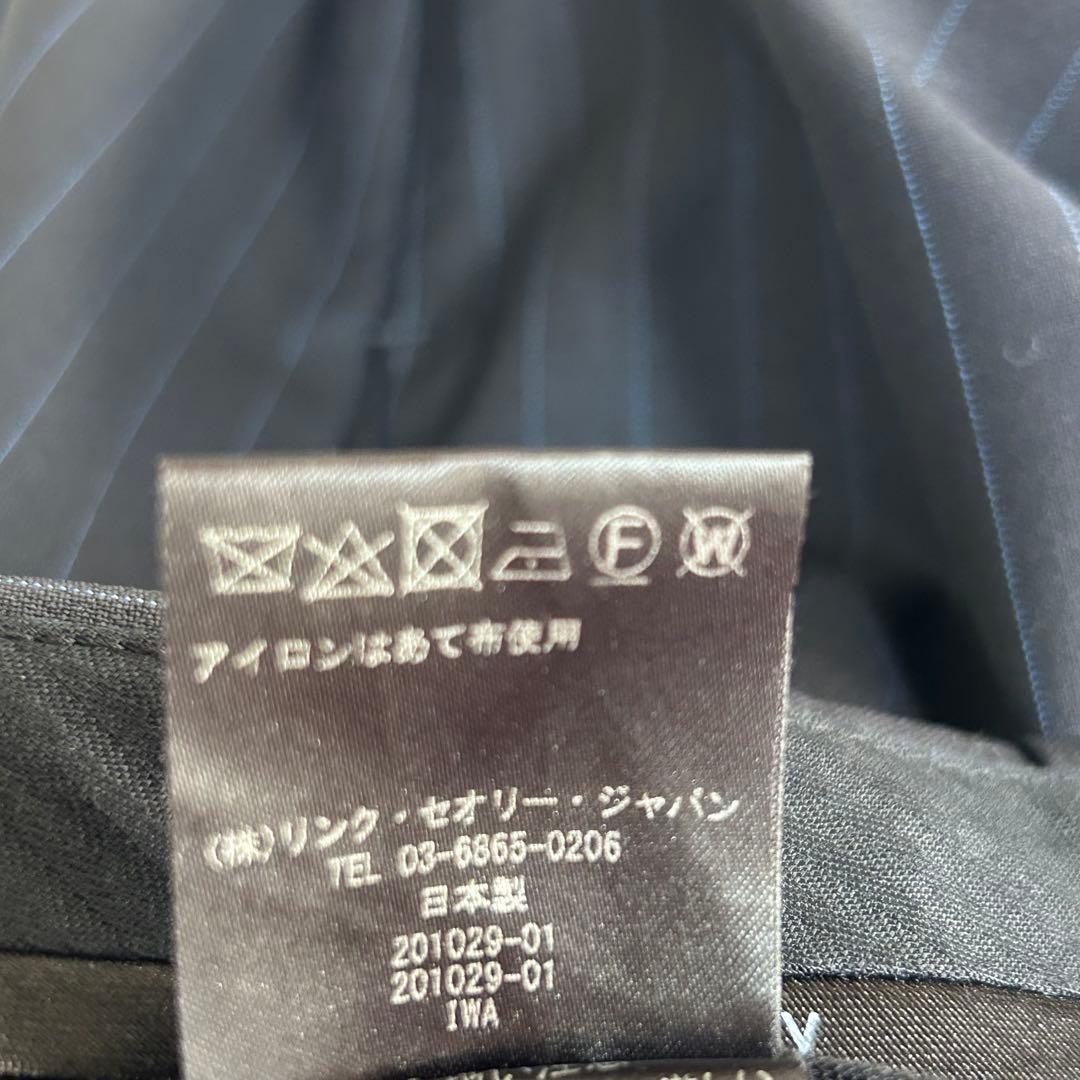 F W
アイロンはあて布使用
(株)リンク・セオリー・ジャパン
TEL 03-6865-0206
日本製
201029-01
201029-01
IWA